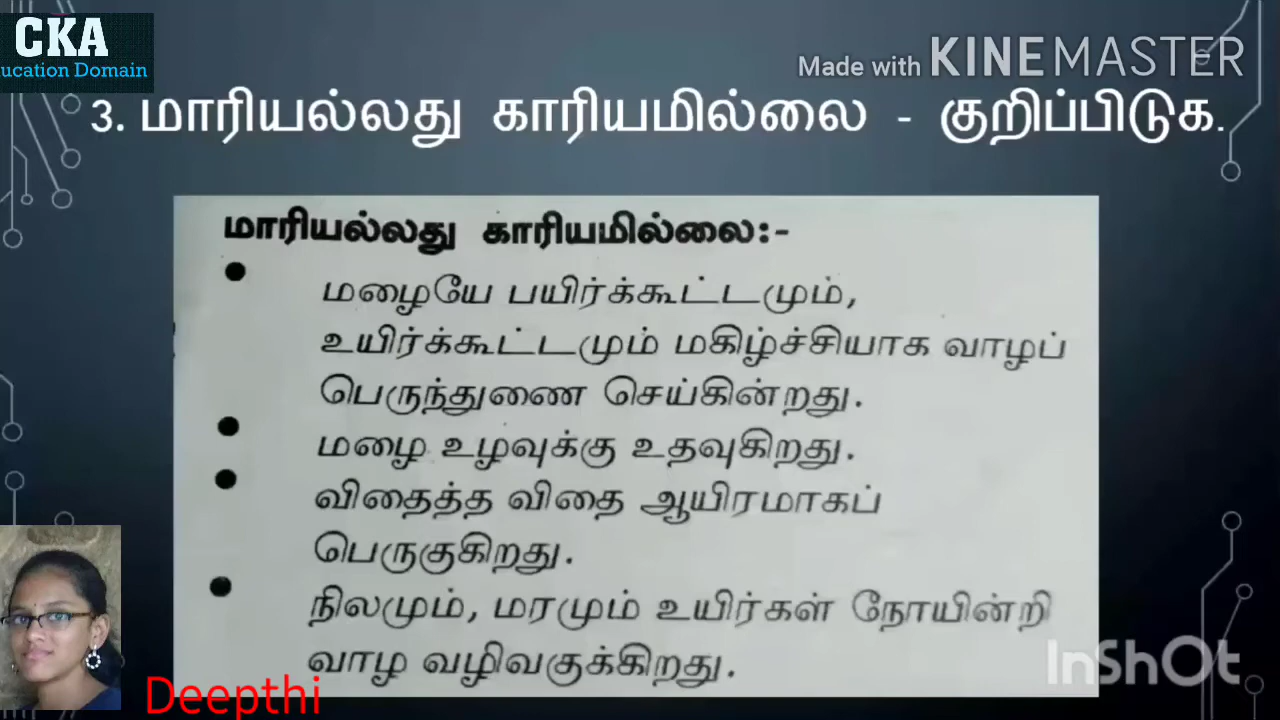 CKA
ucation Domain
Made with KINEMASTER
3. மாரியல்லது காரியமில்லை - குறிப்பிடுக.
மாரியல்லது காரியமில்லை:-
● மழையே பயிர்க்கூட்டமும்,
உயிர்க்கூட்டமும் மகிழ்ச்சியாக வாழப்
பெருந்துணை செய்கின்றது.
● மழை உழவுக்கு உதவுகிறது.
● விதைத்த விதை ஆயிரமாகப்
பெருகுகிறது.
● நிலமும், மரமும் உயிர்கள் நோயின்றி
வாழ வழிவகுக்கிறது.
InShOt
Deepthi